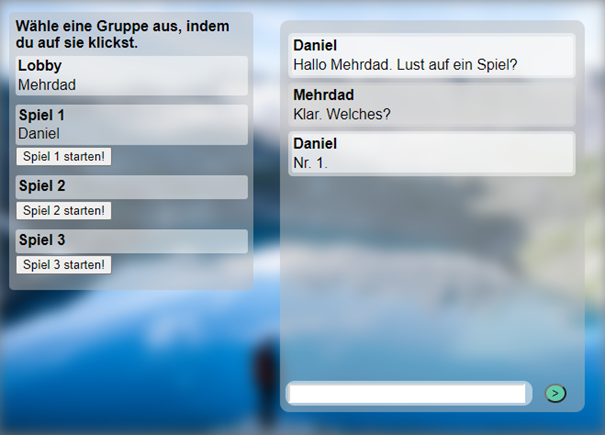 Wähle eine Gruppe aus, indem
du auf sie klickst.
Lobby
Mehrdad
Spiel 1
Daniel
Spiel 1 starten!
Spiel 2
Spiel 2 starten!
Spiel 3
Spiel 3 starten!
Daniel
Hallo Mehrdad. Lust auf ein Spiel?
Mehrdad
Klar. Welches?
Daniel
Nr. 1.
>